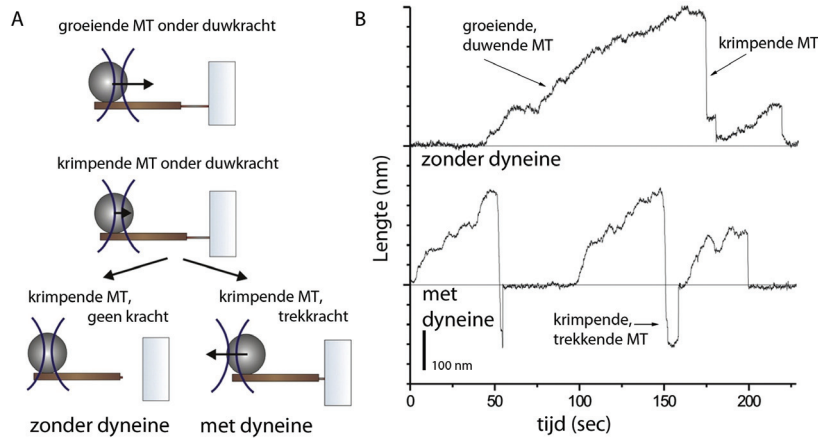 A
groeiende MT onder duwkracht
krimpende MT onder duwkracht
krimpende MT,
geen kracht
krimpende MT,
trekkracht
zonder dyneine
met dyneine
B
groeiende,
duwende MT
krimpende MT
zonder dyneine
Lengte (nm)
met
dyneine
krimpende,
trekkende MT
100 nm
0
50
100
150
200
tijd (sec)